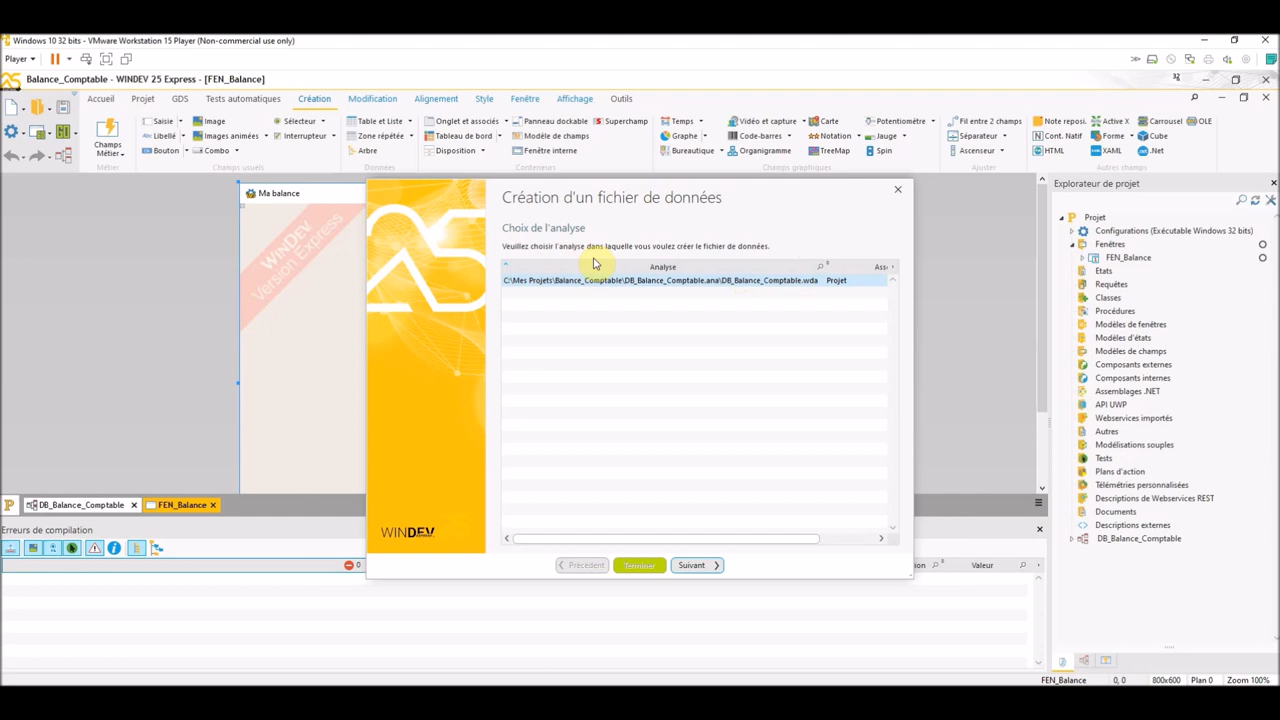 Windows 10 32 bits - VMware Workstation 15 Player (Non-commercial use only)
Player
Balance_Comptable - WINDEV 25 Express - [FEN_Balance]
32
Accueil Projet GDS Tests automatiques Création Modification Alignement Style Fenêtre Affichage Outils
Champs Métier
Saisie Image Sélecteur
Libellé Images animées Interrupteur
Bouton Combo
Table et Liste
Zone répétée
Arbre
Onglet et associés Panneau dockable Superchamp
Tableau de bord Modèle de champs
Disposition Fenêtre interne
Temps Vidéo et capture Carte Potentiomètre
Graphe Code-barres Notation Jauge
Bureautique Organigramme TreeMap Spin
Fil entre 2 champs
Séparateur
Ascenseur
Note reposi. Active X Carrousel OLE
Cont. Natif Forme Cube
HTML XAML .Net
Métier Champs usuels Données Conteneurs Champs graphiques Ajuster Autres champs
Ma balance
WINDEV
Version Express
Création d'un fichier de données
Choix de l'analyse
Veuillez choisir l'analyse dans laquelle vous voulez créer le fichier de données.
Analyse Ass
C:\Mes Projets\Balance_Comptable\DB_Balance_Comptable.ana\DB_Balance_Comptable.wda Projet
WINDEV
Précédent Terminer Suivant
Explorateur de projet
Projet
Configurations (Exécutable Windows 32 bits)
Fenêtres
FEN_Balance
Etats
Requêtes
Classes
Procédures
Modèles de fenêtres
Modèles d'états
Modèles de champs
Composants externes
Composants internes
Assemblages .NET
API UWP
Webservices importés
Autres
Modélisations souples
Tests
Plans d'action
Télémétries personnalisées
Descriptions de Webservices REST
Documents
Descriptions externes
DB_Balance_Comptable
DB_Balance_Comptable FEN_Balance
Erreurs de compilation
0
ion Valeur
FEN_Balance 0, 0 800x600 Plan 0 Zoom 100%